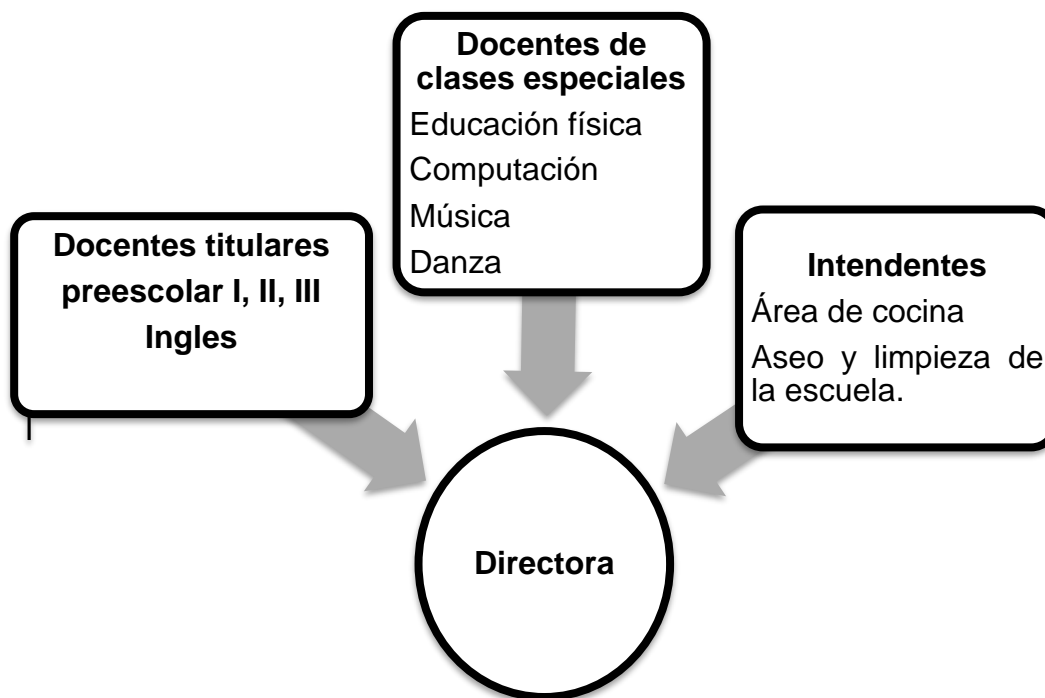 Docentes de
clases especiales
Educación física
Computación
Música
Danza
Docentes titulares
preescolar I, II, III
Ingles
Intendentes
Área de cocina
Aseo y limpieza de
la escuela.
Directora